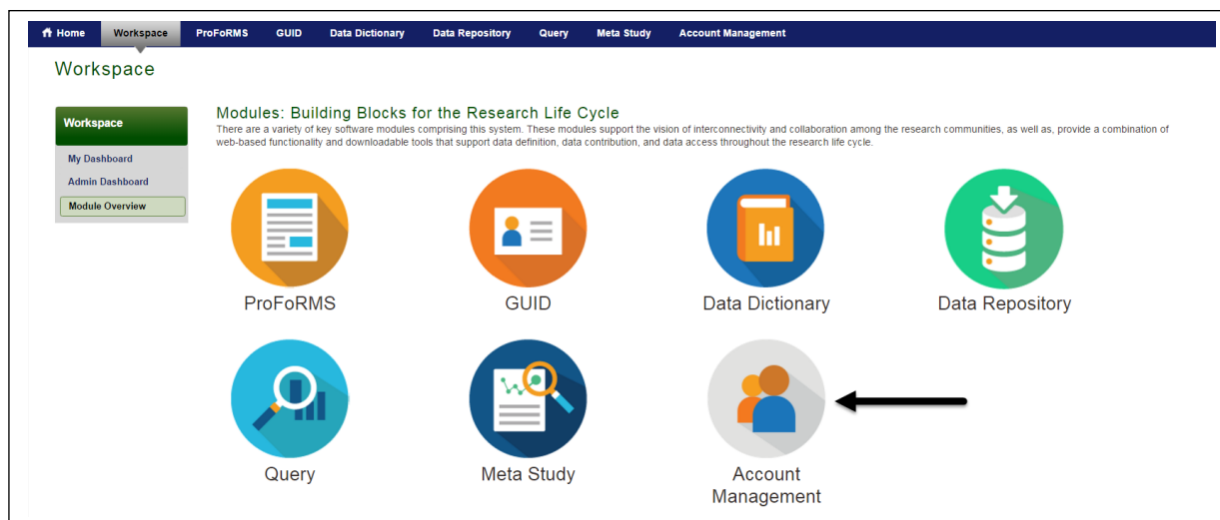 Home Workspace ProFoRMS GUID Data Dictionary Data Repository Query Meta Study Account Management
Workspace
Workspace
My Dashboard
Admin Dashboard
Module Overview
Modules: Building Blocks for the Research Life Cycle
There are a variety of key software modules comprising this system. These modules support the vision of interconnectivity and collaboration among the research communities, as well as, provide a combination of
web-based functionality and downloadable tools that support data definition, data contribution, and data access throughout the research life cycle.
ProFoRMS GUID Data Dictionary Data Repository
Query Meta Study Account
Management